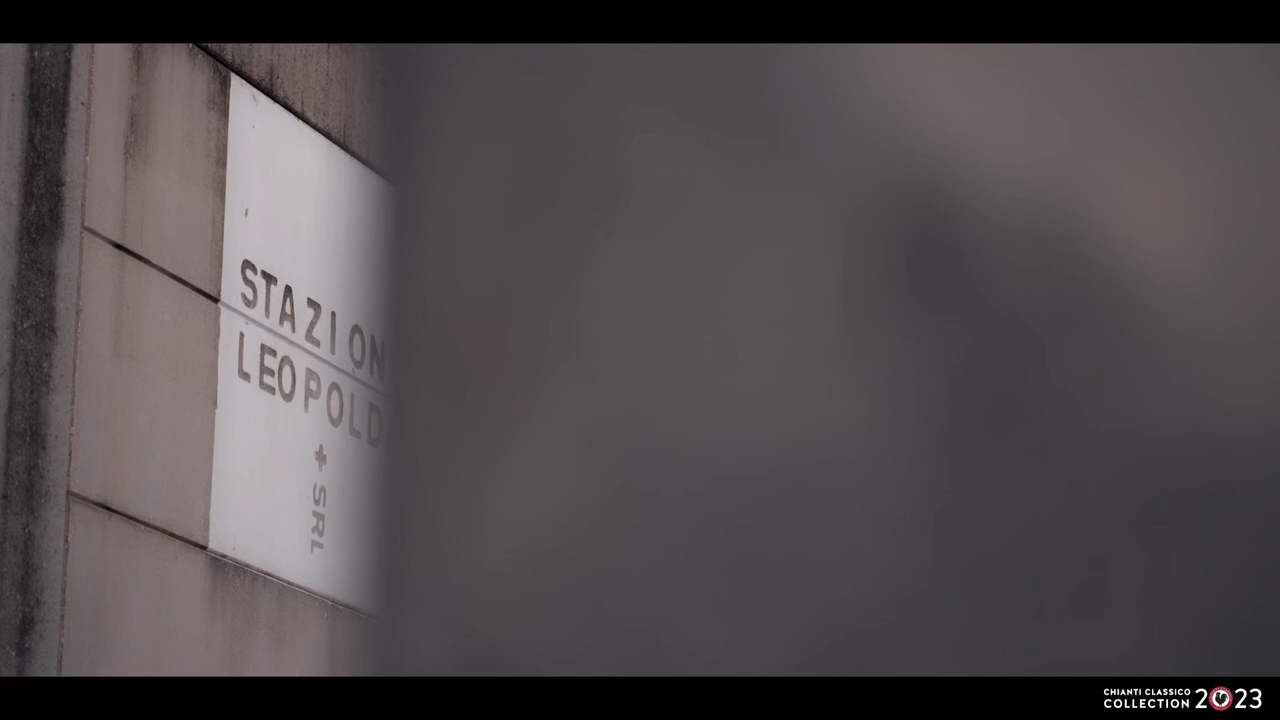 STAZION
LEOPOLD
+ SRL
CHIANTI CLASSICO
COLLECTION 2023